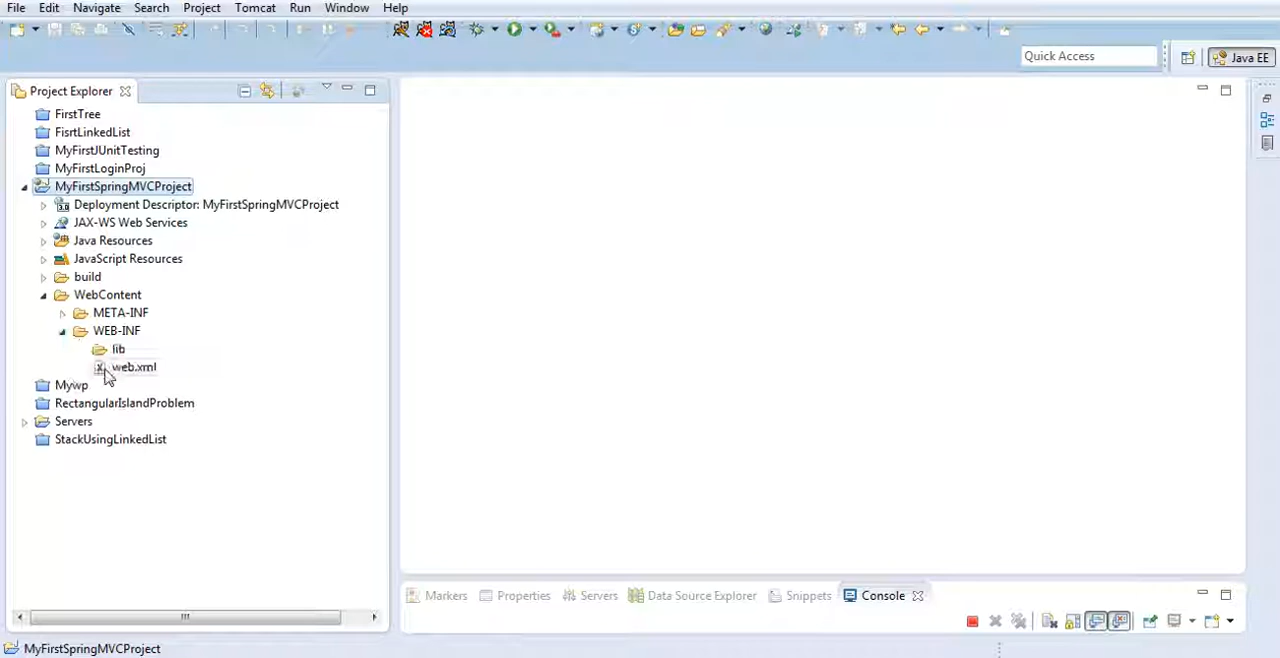 File Edit Navigate Search Project Tomcat Run Window Help
Quick Access
Java EE
Project Explorer
FirstTree
FisrtLinkedList
MyFirstJUnitTesting
MyFirstLoginProj
MyFirstSpringMVCProject
Deployment Descriptor: MyFirstSpringMVCProject
JAX-WS Web Services
Java Resources
JavaScript Resources
build
WebContent
META-INF
WEB-INF
lib
web.xml
Mywp
RectangularIslandProblem
Servers
StackUsingLinkedList
Markers Properties Servers Data Source Explorer Snippets Console
MyFirstSpringMVCProject